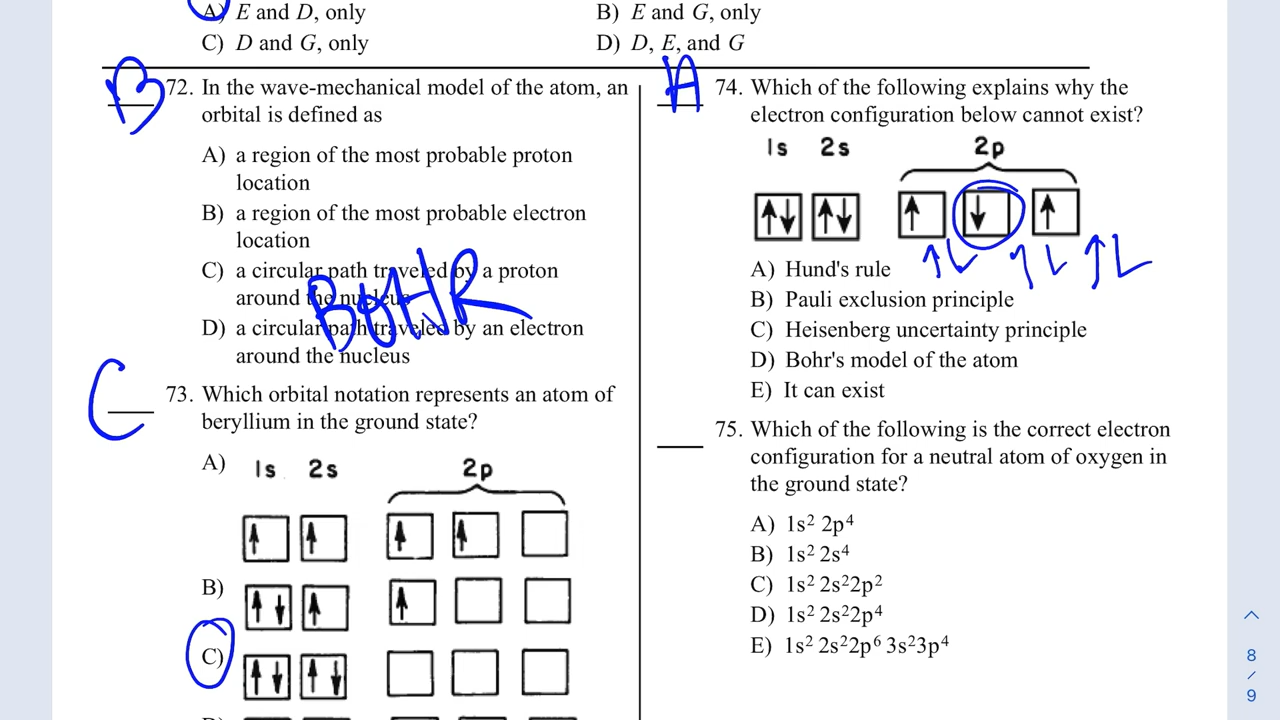 A) E and D, only
B) E and G, only
C) D and G, only
D) D, E, and G
B
72. In the wave-mechanical model of the atom, an
orbital is defined as
A) a region of the most probable proton
location
B) a region of the most probable electron
location
C) a circular path traveled by a proton
around the nucleus
D) a circular path traveled by an electron
around the nucleus
BOHR
C
73. Which orbital notation represents an atom of
beryllium in the ground state?
A)
1s 2s 2p
B)
C)
A
74. Which of the following explains why the
electron configuration below cannot exist?
1s 2s 2p
A) Hund's rule
B) Pauli exclusion principle
C) Heisenberg uncertainty principle
D) Bohr's model of the atom
E) It can exist
75. Which of the following is the correct electron
configuration for a neutral atom of oxygen in
the ground state?
A) 1s² 2p⁴
B) 1s² 2s⁴
C) 1s² 2s²2p²
D) 1s² 2s²2p⁴
E) 1s² 2s²2p⁶ 3s²3p⁴
8
/
9